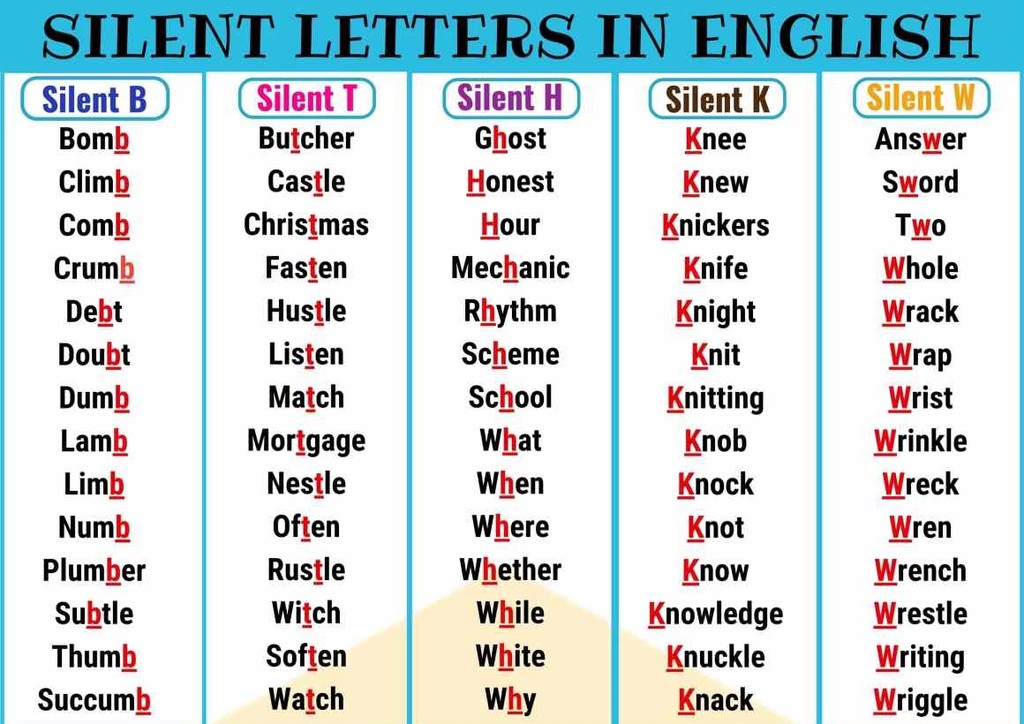 SILENT LETTERS IN ENGLISH
Silent B
Bomb
Climb
Comb
Crumb
Debt
Doubt
Dumb
Lamb
Limb
Numb
Plumber
Subtle
Thumb
Succumb
Silent T
Butcher
Castle
Christmas
Fasten
Hustle
Listen
Match
Mortgage
Nestle
Often
Rustle
Witch
Soften
Watch
Silent H
Ghost
Honest
Hour
Mechanic
Rhythm
Scheme
School
What
When
Where
Whether
While
White
Why
Silent K
Knee
Knew
Knickers
Knife
Knight
Knit
Knitting
Knob
Knock
Knot
Know
Knowledge
Knuckle
Knack
Silent W
Answer
Sword
Two
Whole
Wrack
Wrap
Wrist
Wrinkle
Wreck
Wren
Wrench
Wrestle
Writing
Wriggle